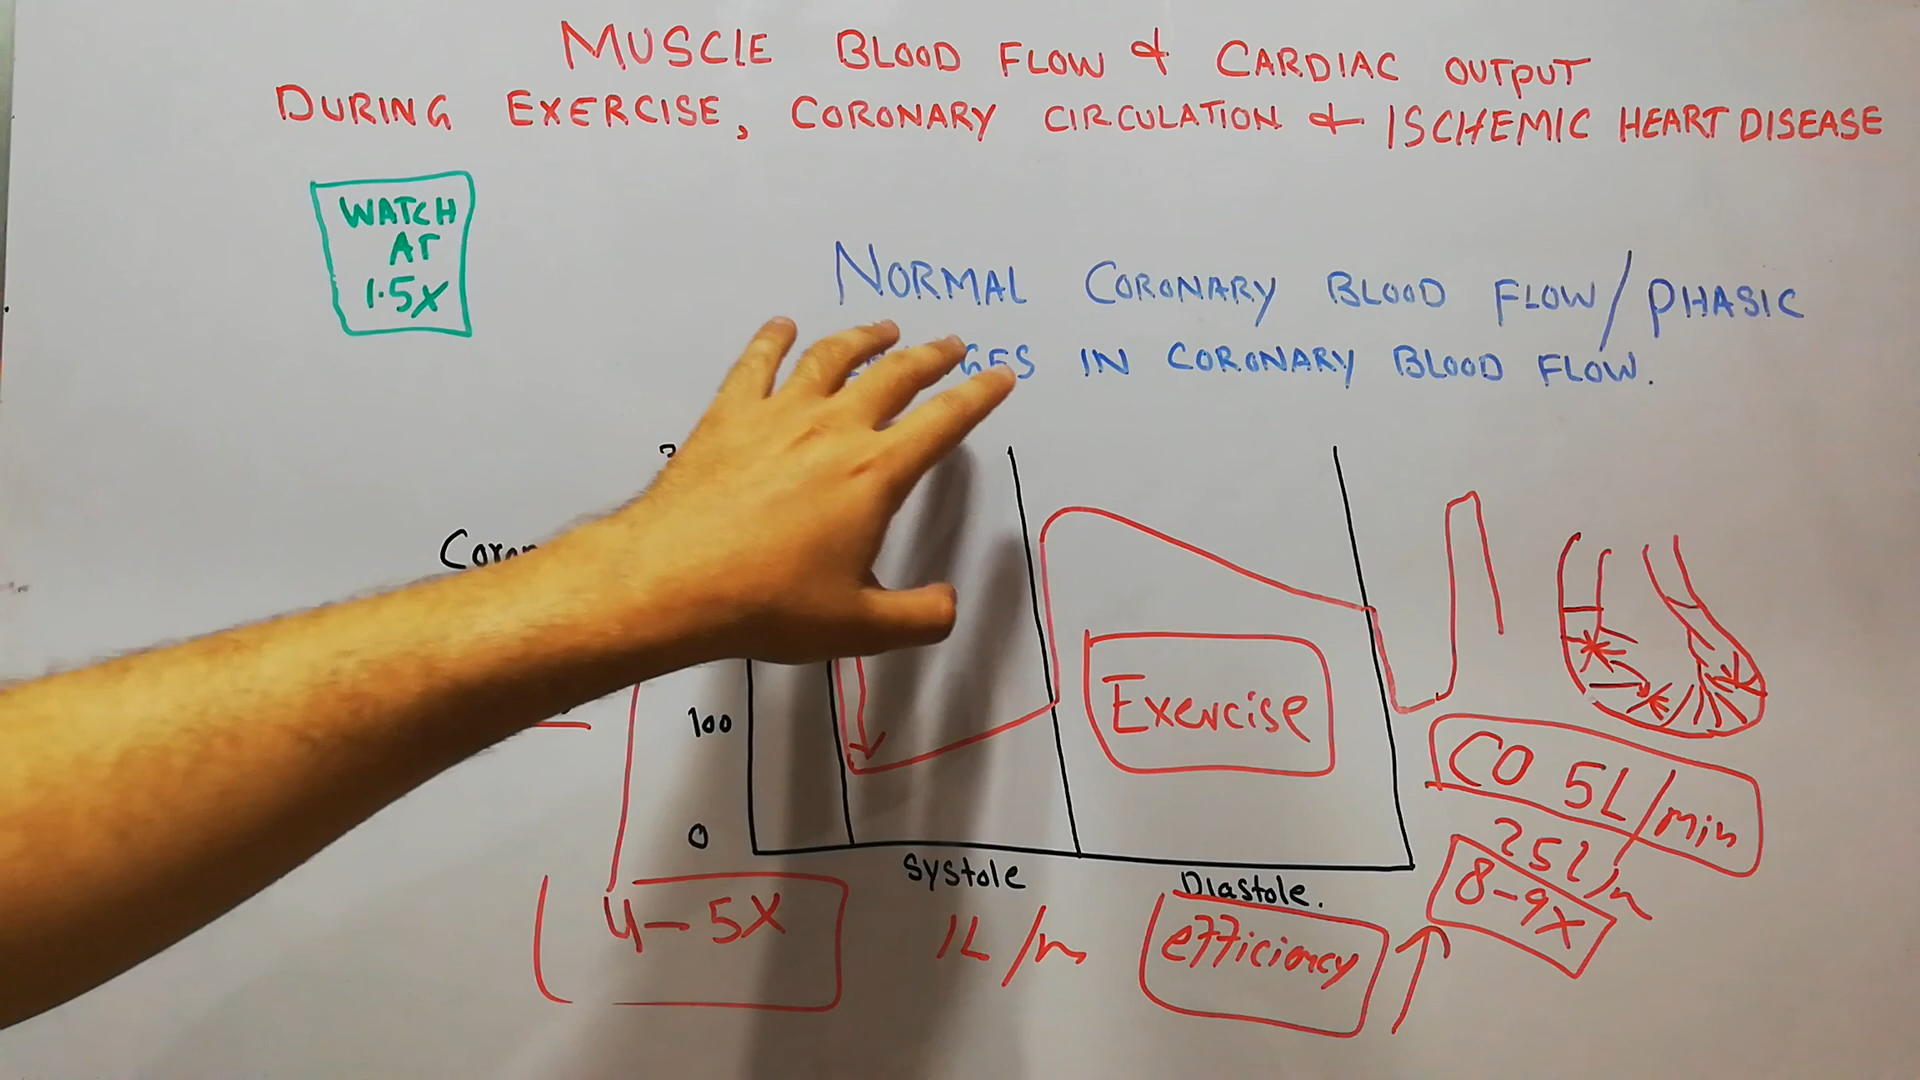 MUSCLE BLOOD FLOW & CARDIAC OUTPUT
DURING EXERCISE, CORONARY CIRCULATION & ISCHEMIC HEART DISEASE
WATCH
AT
1.5X
NORMAL CORONARY BLOOD FLOW/PHASIC
IN CORONARY BLOOD FLOW.
Exercise
100
0
CO 5L/min
25L/m
8-9X
Systole
Diastole.
4-5X
1L/m
efficiency